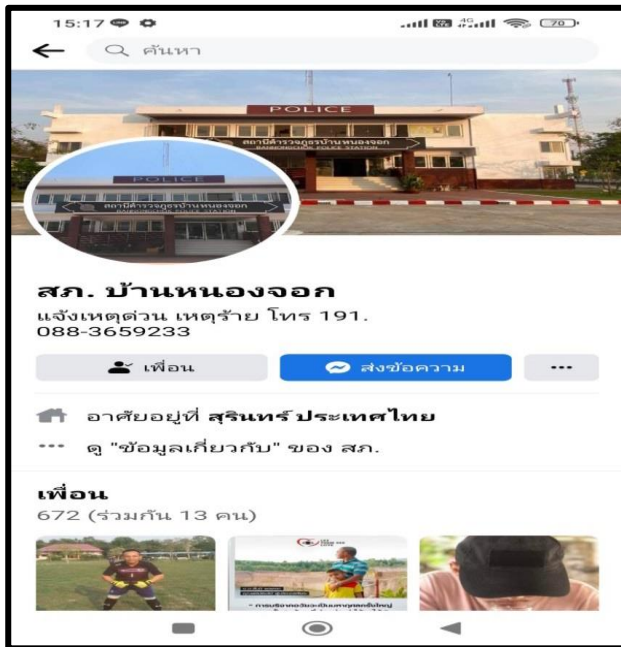 15:17
4G
70
ค้นหา
POLICE
สถานีตำรวจภูธรบ้านหนองจอก
POLICE
สถานีตำรวจภูธรบ้านหนองจอก
สภ. บ้านหนองจอก
แจ้งเหตุด่วน เหตุร้าย โทร 191.
088-3659233
เพื่อน
ส่งข้อความ
อาศัยอยู่ที่ สุรินทร์ ประเทศไทย
ดู "ข้อมูลเกี่ยวกับ" ของ สภ.
เพื่อน
672 (ร่วมกัน 13 คน)